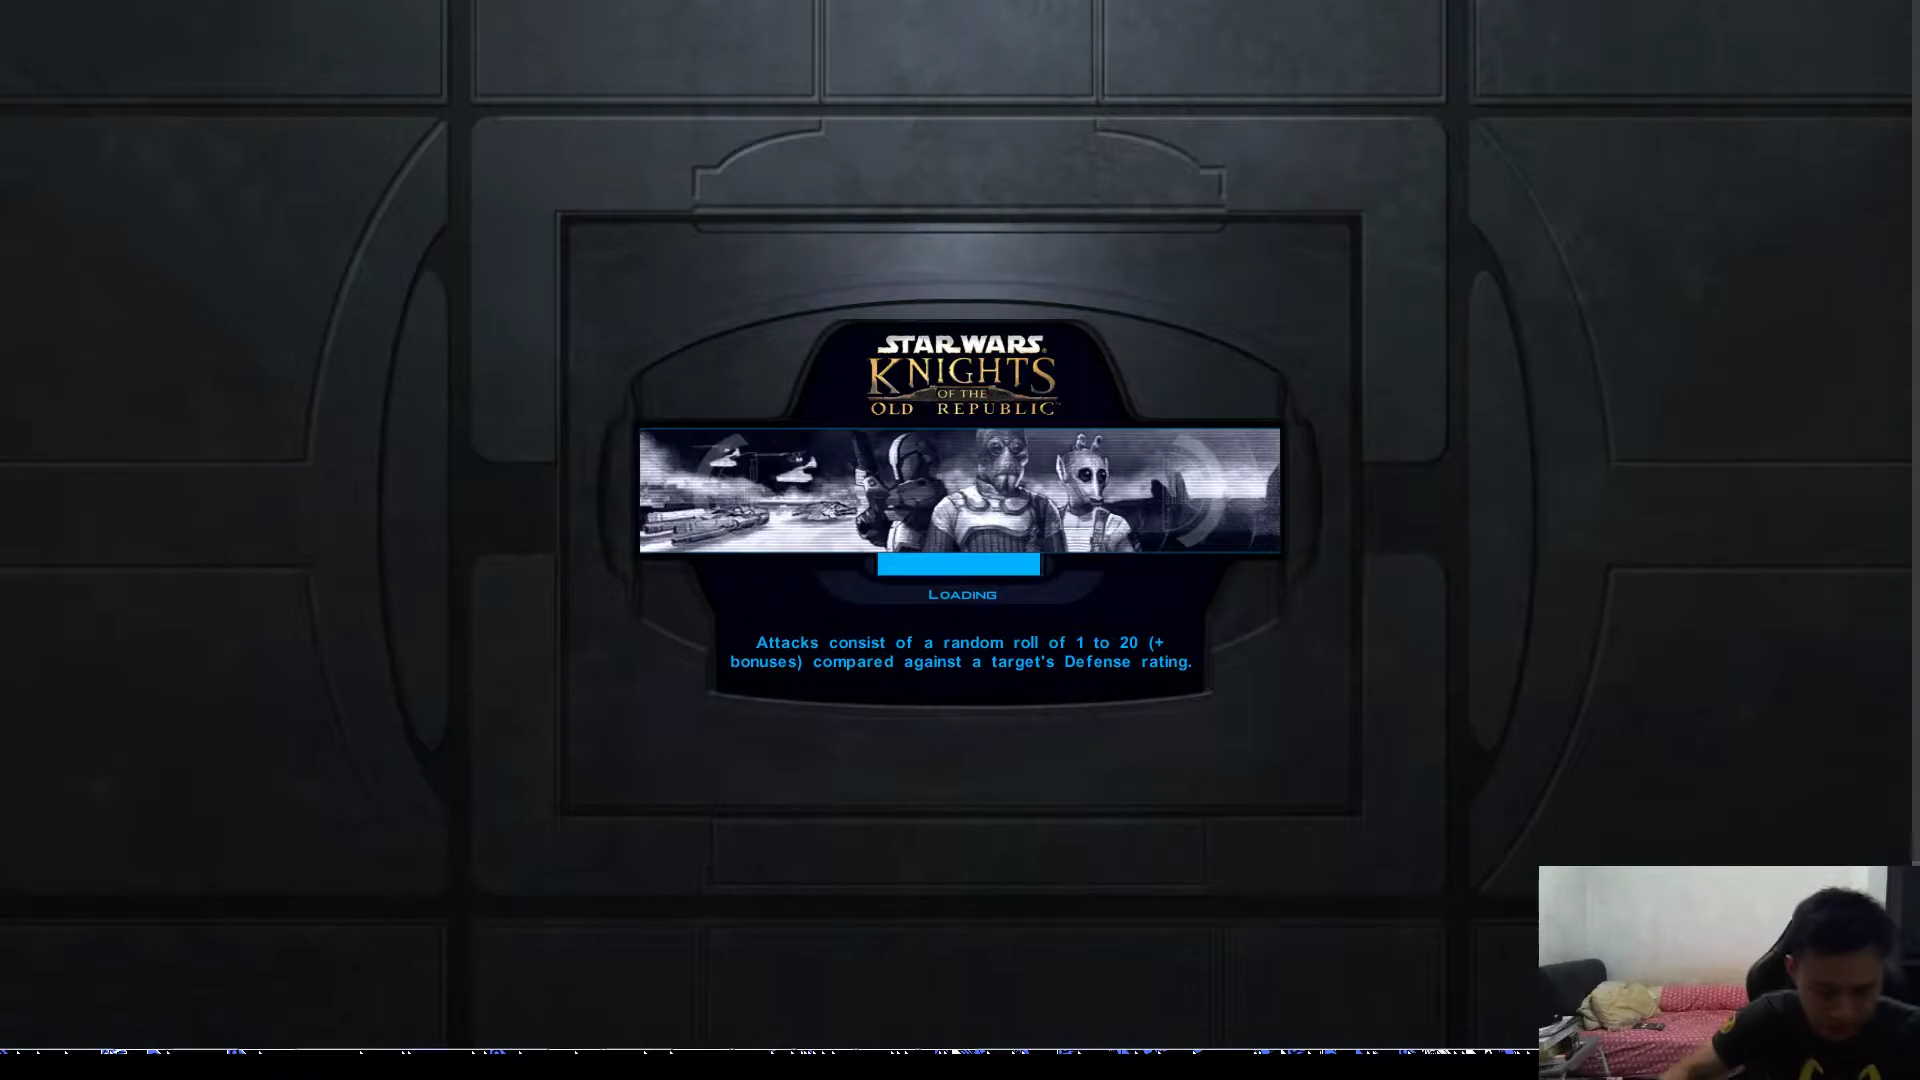 STAR WARS
KNIGHTS
OF THE
OLD REPUBLIC™
LOADING
Attacks consist of a random roll of 1 to 20 (+
bonuses) compared against a target's Defense rating.